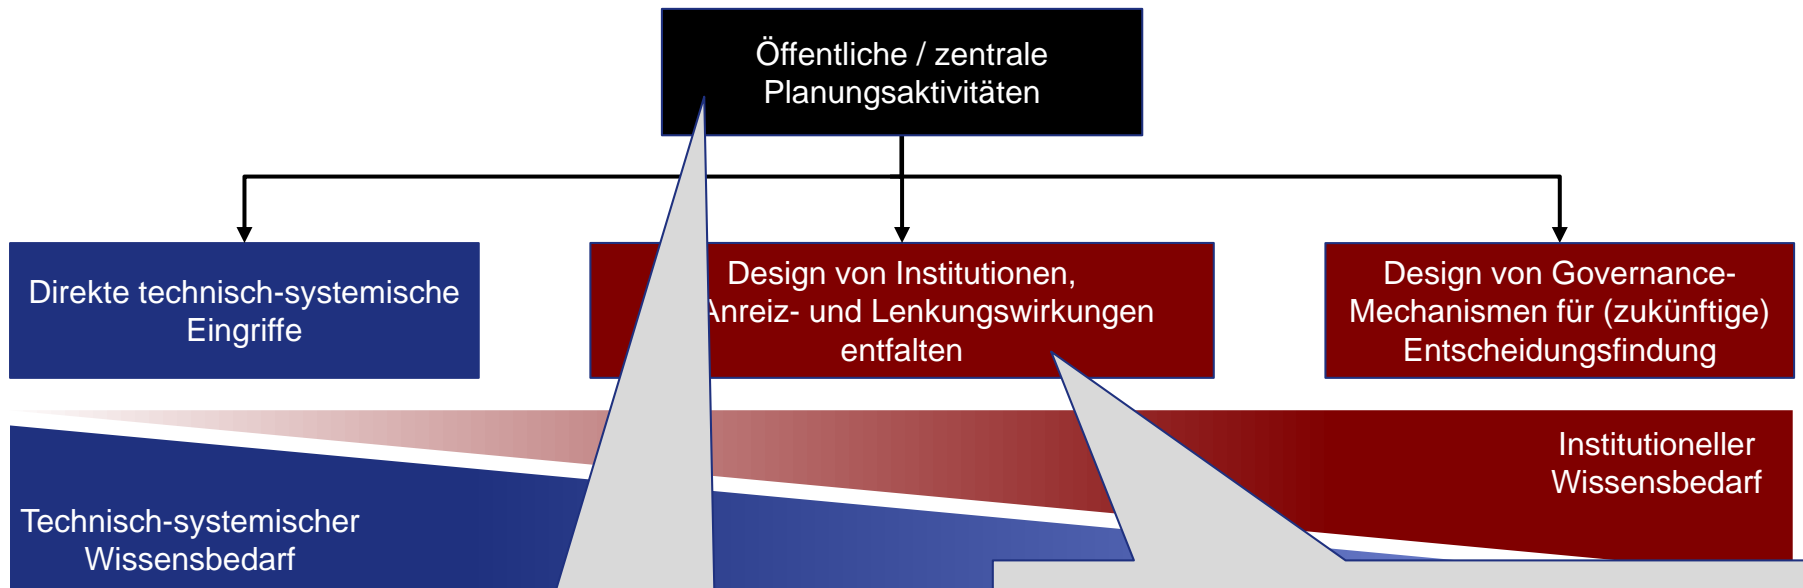 Öffentliche / zentrale
Planungsaktivitäten
Direkte technisch-systemische
Eingriffe
Design von Institutionen,
Anreiz- und Lenkungswirkungen
entfalten
Design von Governance-
Mechanismen für (zukünftige)
Entscheidungsfindung
Institutioneller
Wissensbedarf
Technisch-systemischer
Wissensbedarf